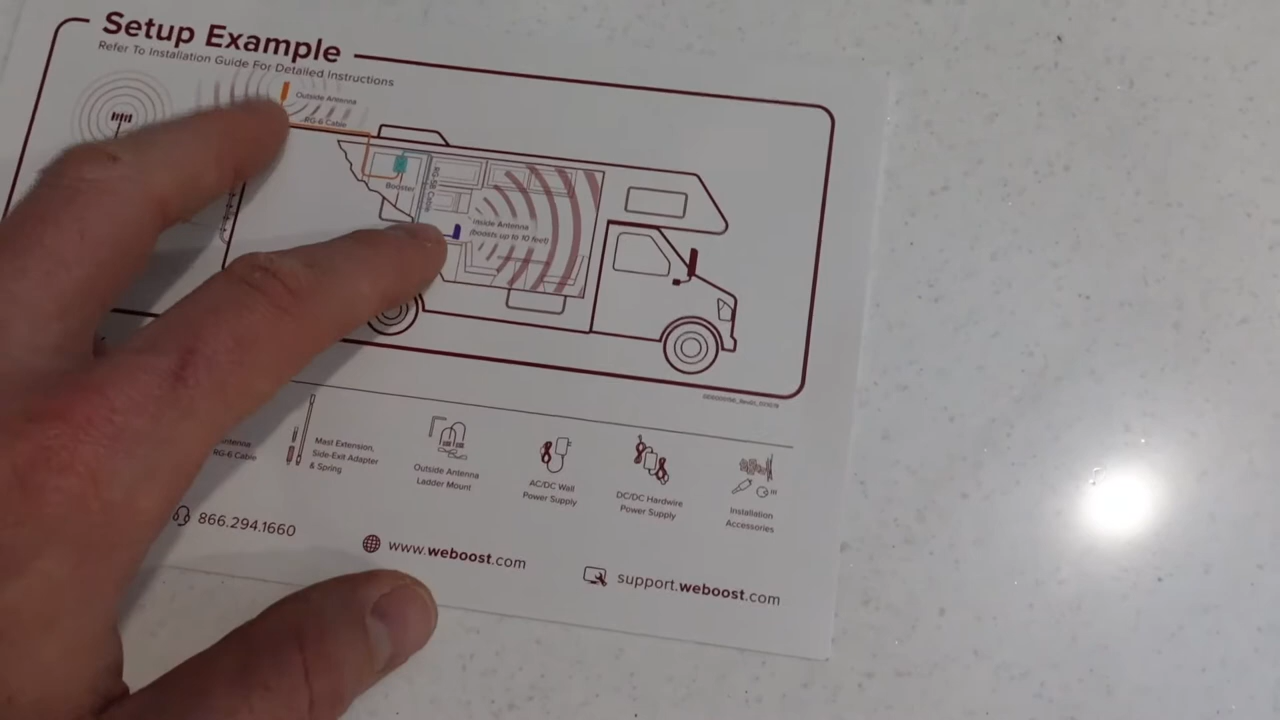 Setup Example
Refer To Installation Guide For Detailed Instructions
Outside Antenna
RG-6 Cable
Booster
Cable
Inside Antenna
(boosts up to 10 feet)
RG-6 Cable
Mast Extension,
Side-Exit Adapter
& Spring
Outside Antenna
Ladder Mount
AC/DC Wall
Power Supply
DC/DC Hardwire
Power Supply
Installation
Accessories
866.294.1660
www.weboost.com
support.weboost.com